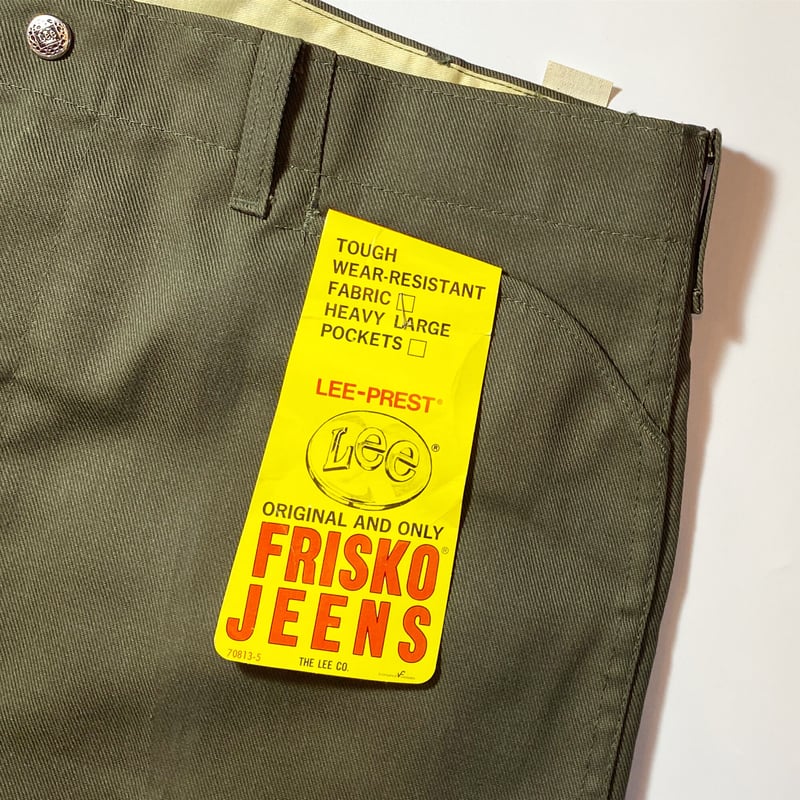 TOUGH
WEAR-RESISTANT
FABRIC
HEAVY LARGE
POCKETS
LEE-PREST®
Lee®
ORIGINAL AND ONLY
FRISKO®
JEENS
70813-5
THE LEE CO.
LEE